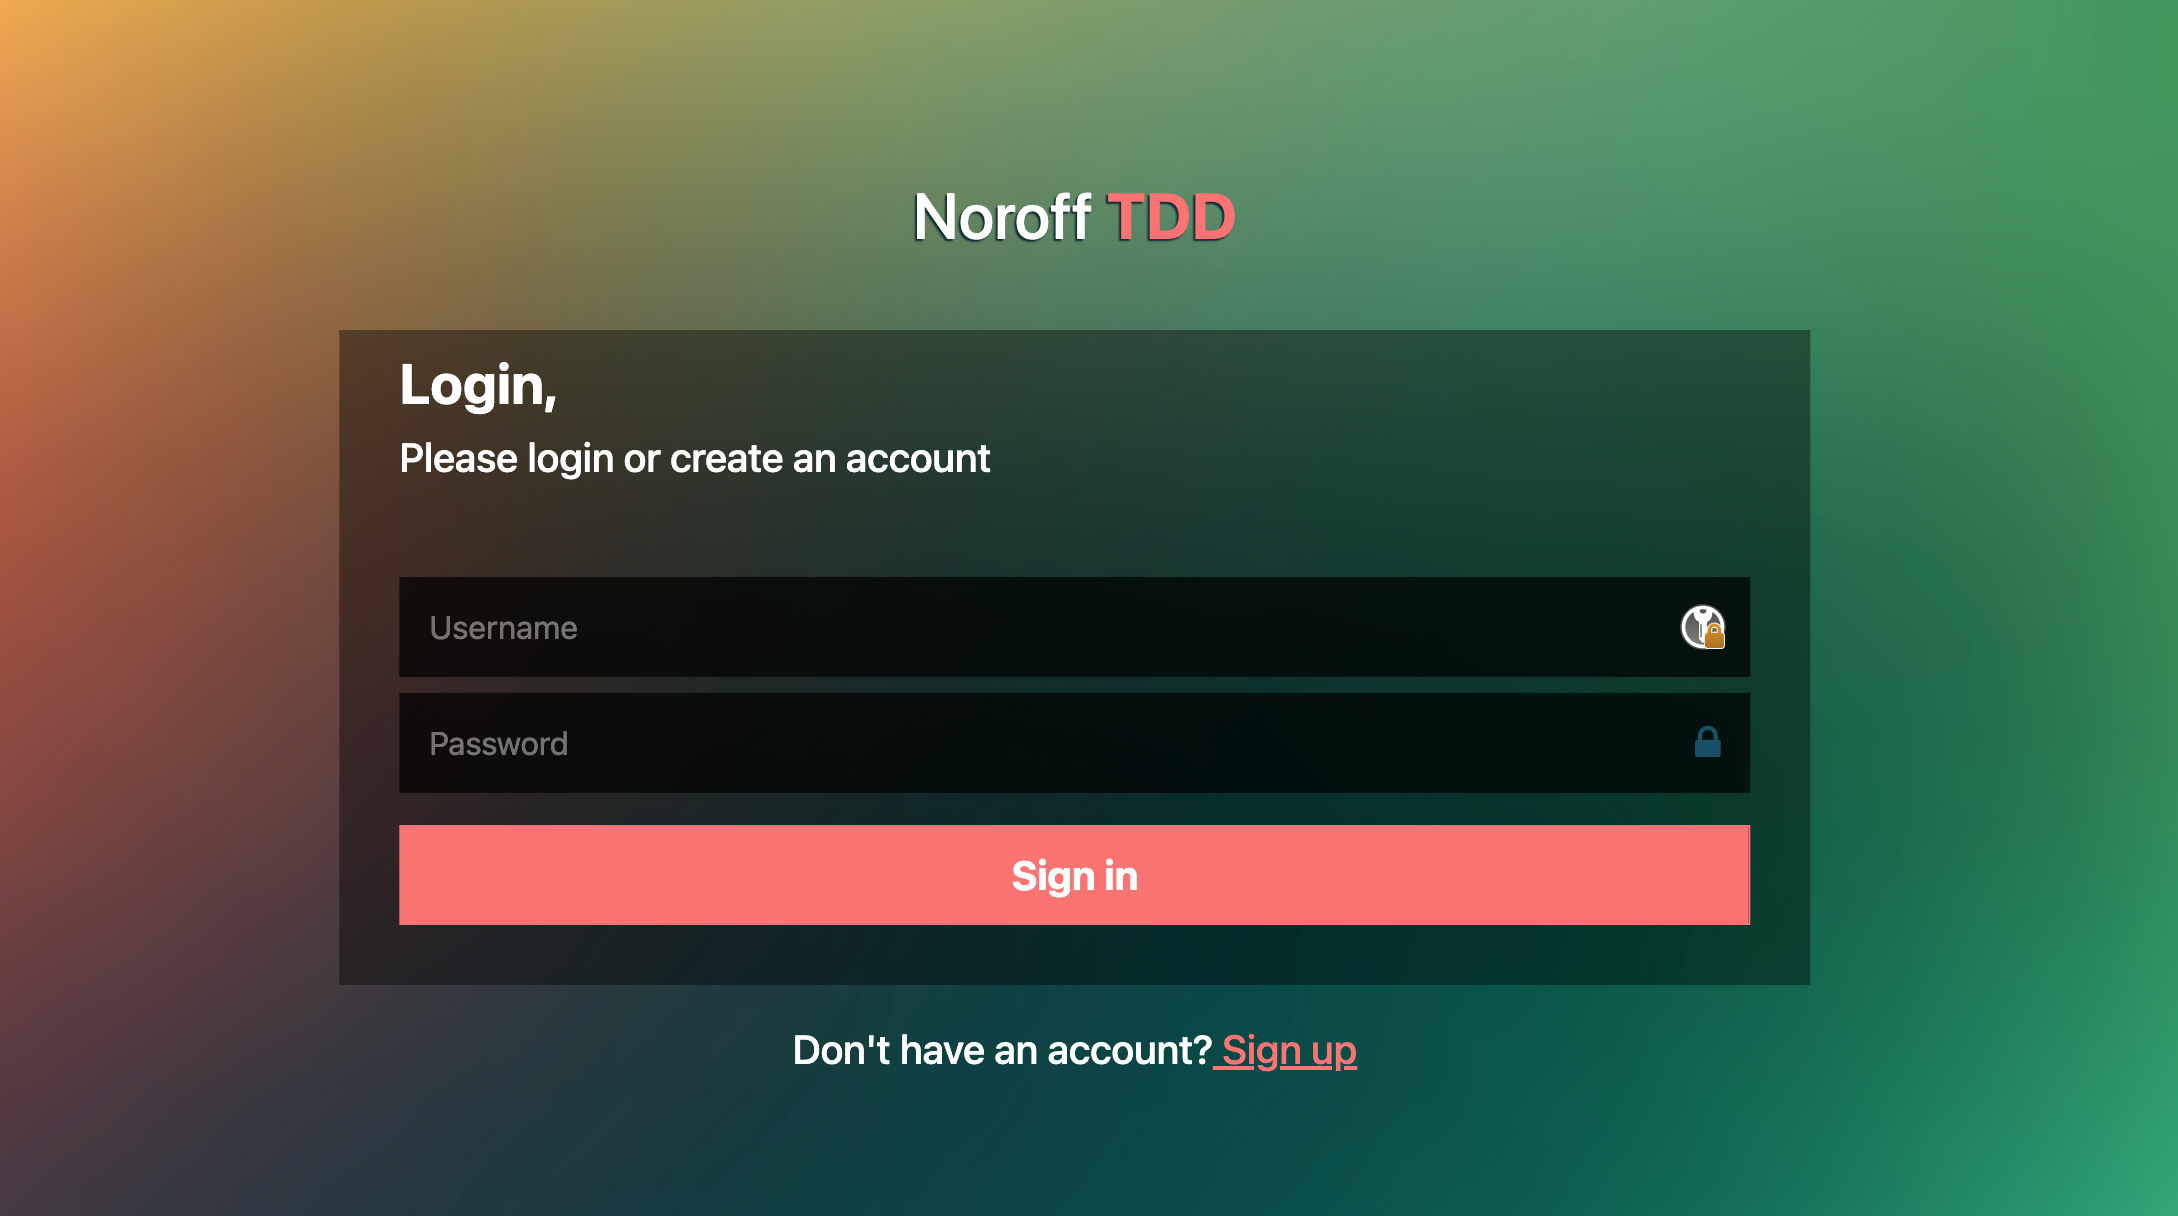 Noroff TDD
Login,
Please login or create an account
Username
Password
Sign in
Don't have an account? Sign up